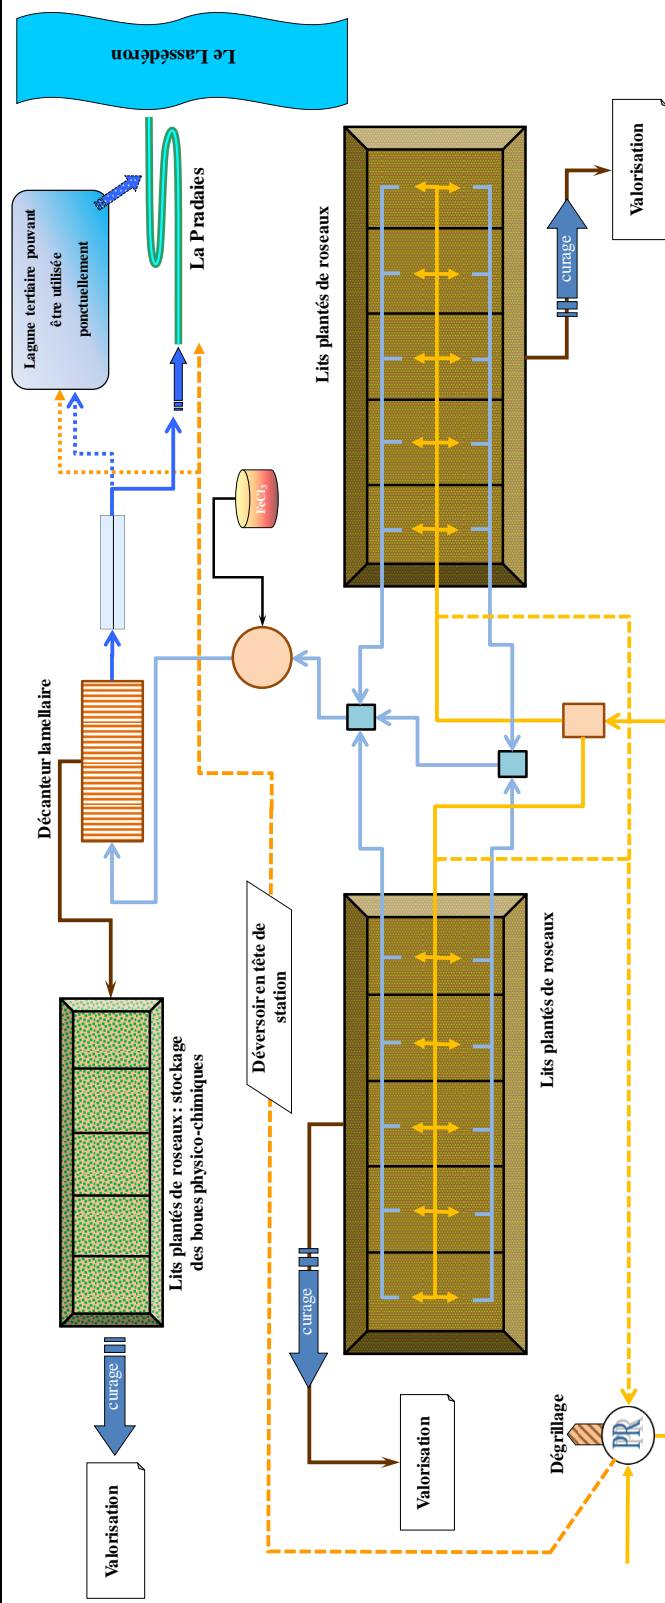 Le Lassédéron
Lagune tertiaire pouvant
être utilisée
ponctuellement
La Pradaies
Valorisation
curage
Lits plantés de roseaux
FeCl3
Décanteur lamellaire
Déversoir en tête de
station
Lits plantés de roseaux
Lits plantés de roseaux : stockage
des boues physico-chimiques
curage
Valorisation
curage
Valorisation
Dégrillage
PR